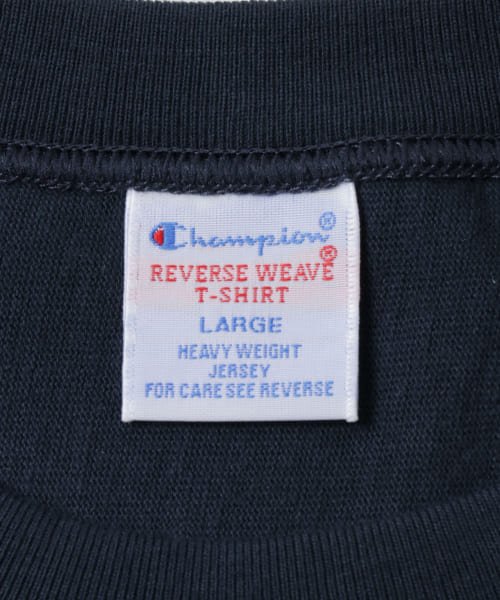 Champion®
REVERSE WEAVE®
T-SHIRT
LARGE
HEAVY WEIGHT
JERSEY
FOR CARE SEE REVERSE